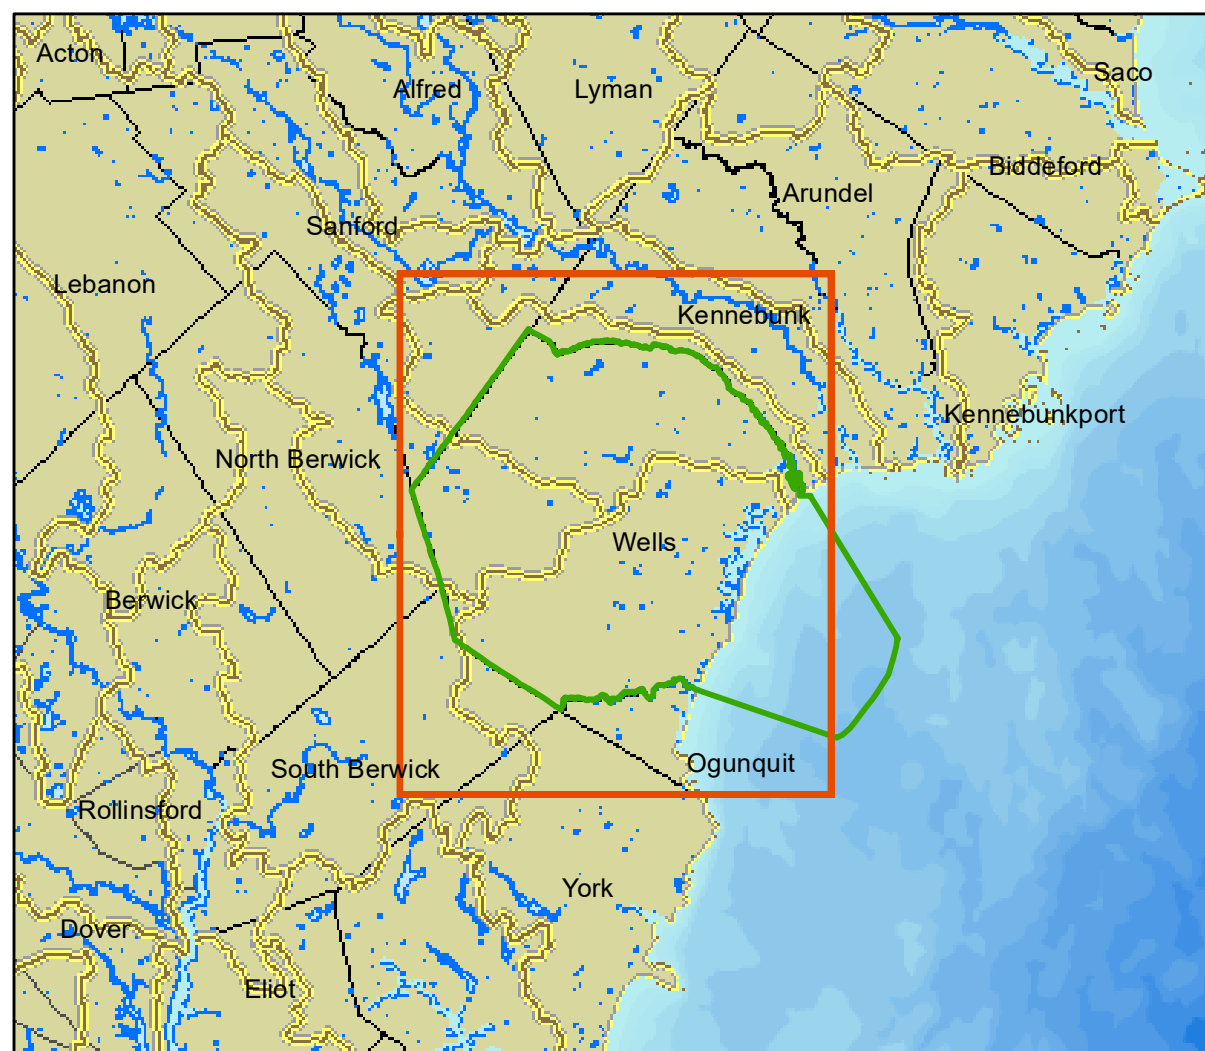 Acton
Saco
Alfred
Lyman
Biddeford
Arundel
Sanford
Lebanon
Kennebunk
Kennebunkport
North Berwick
Wells
Berwick
Ogunquit
South Berwick
Rollinsford
York
Dover
Eliot